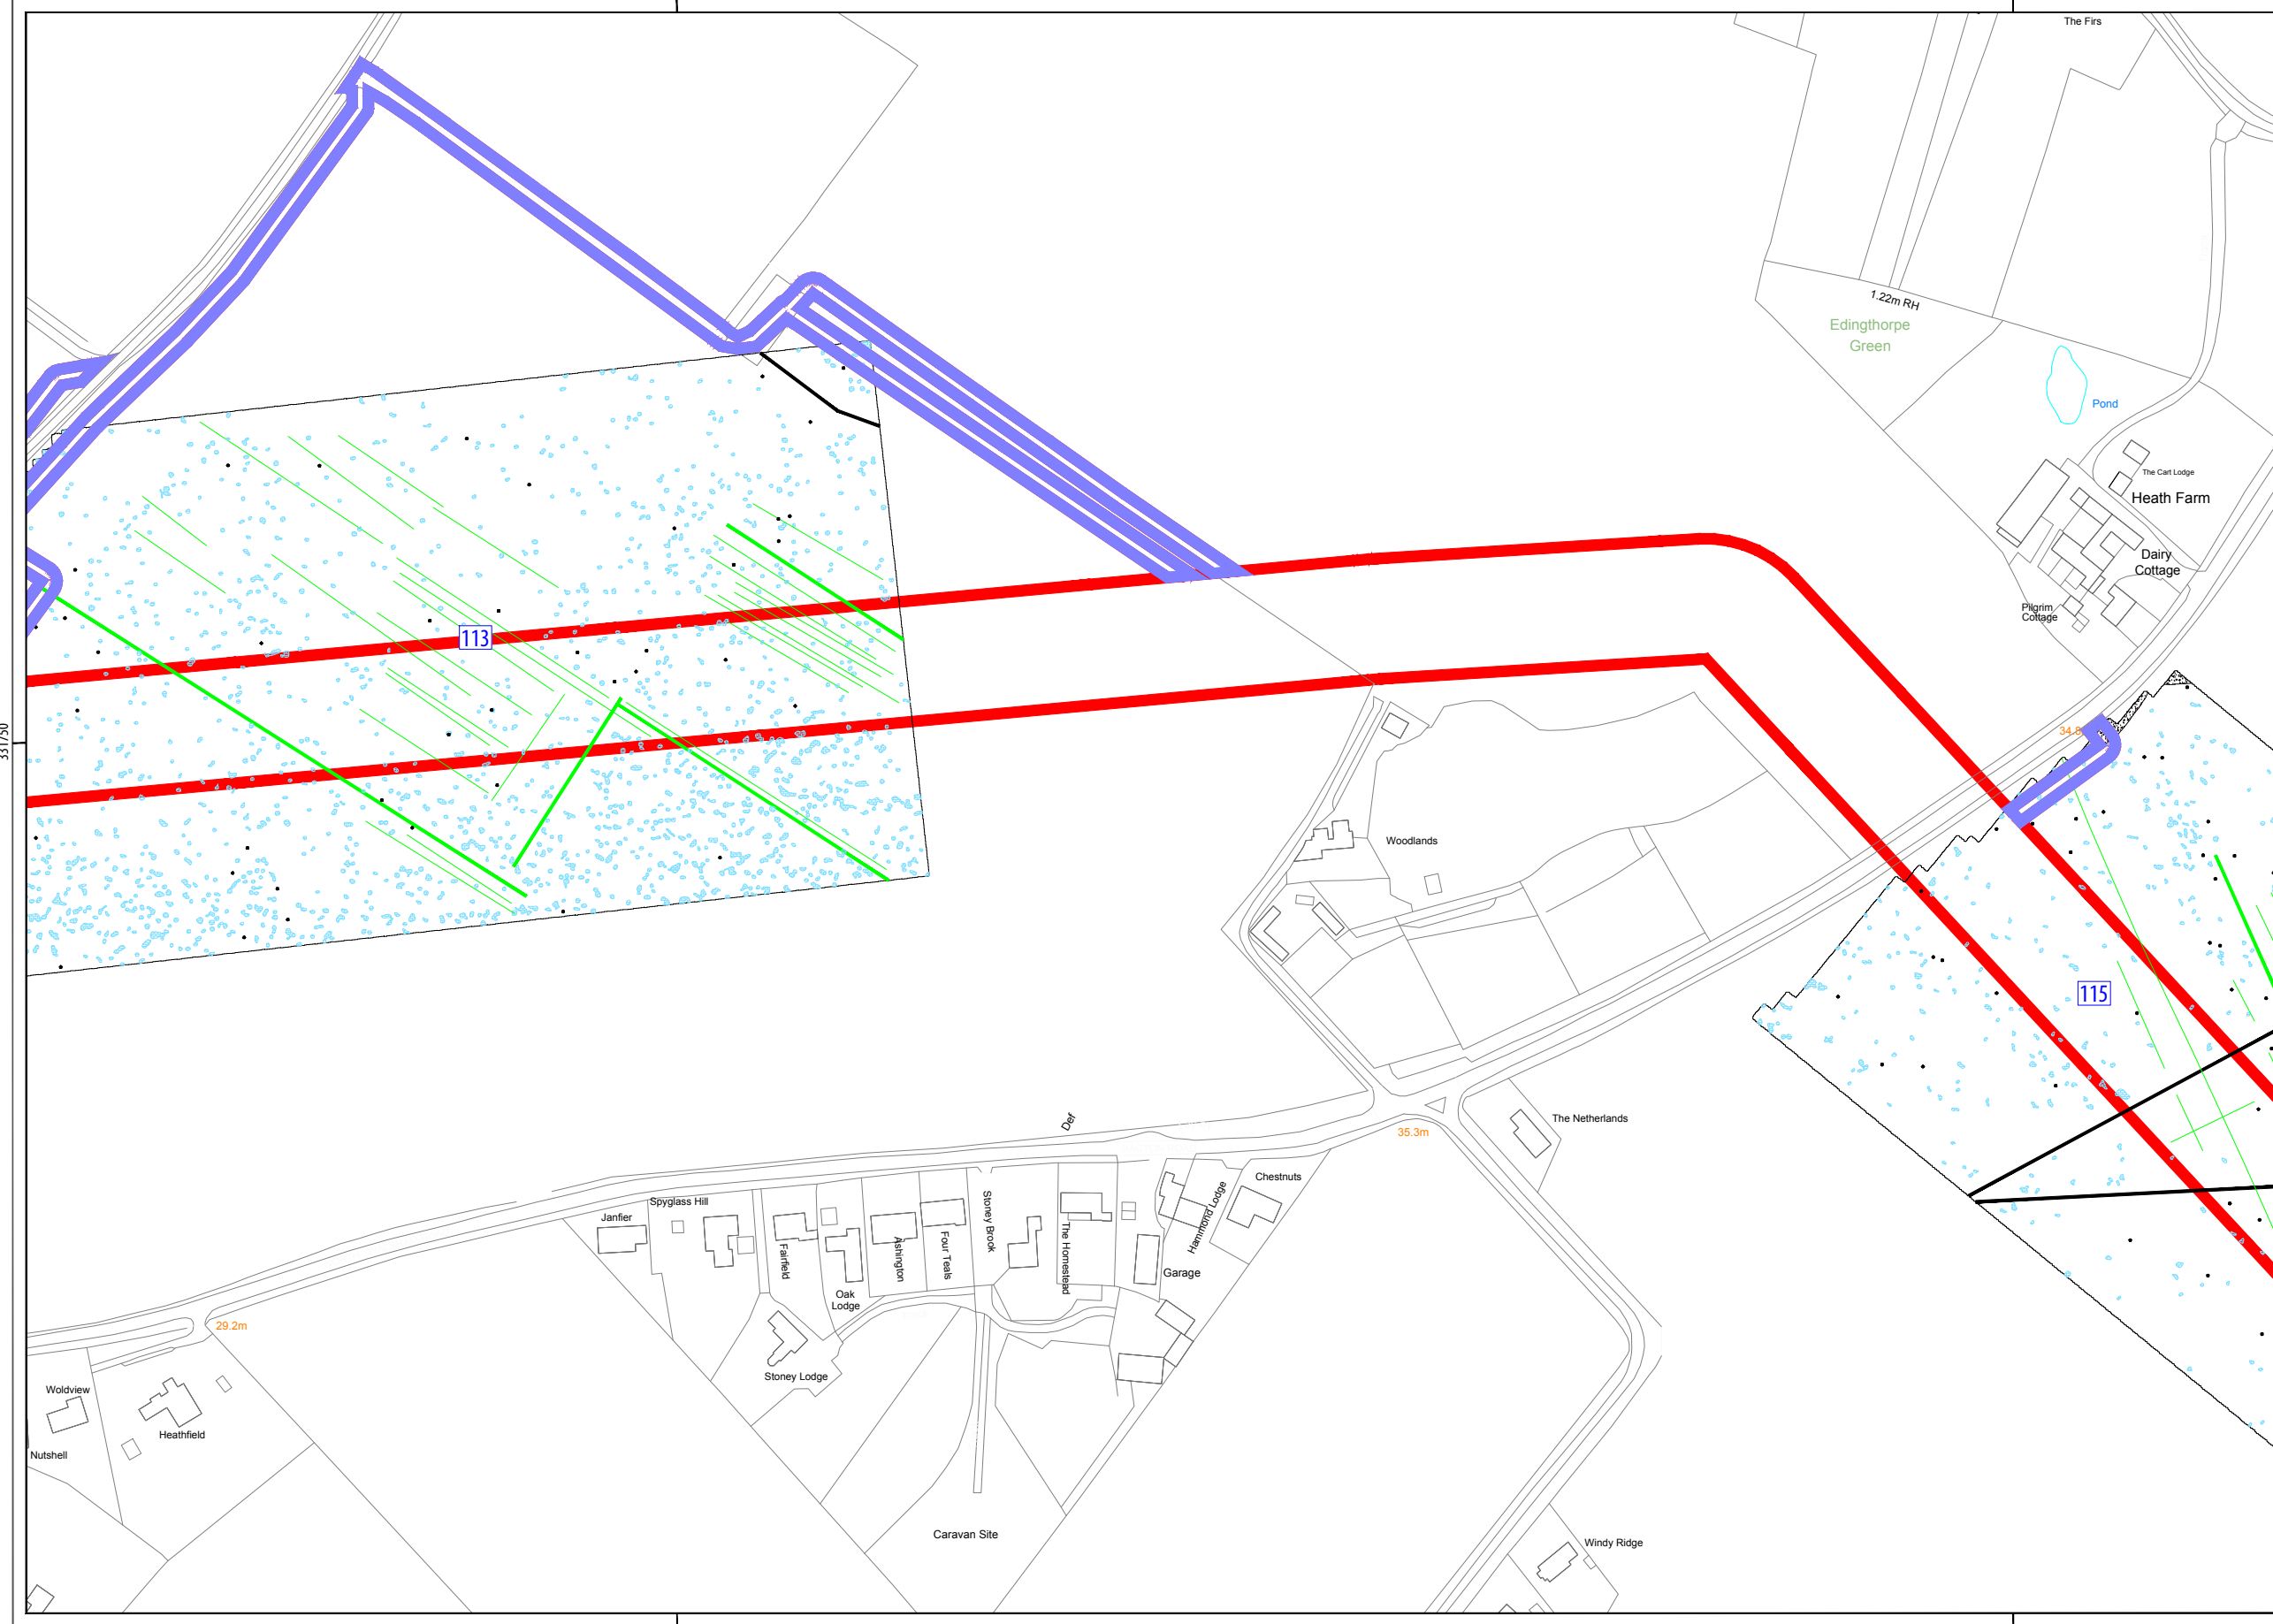 The Firs
1.22m RH
Edingthorpe
Green
Pond
The Cart Lodge
Heath Farm
Dairy
Cottage
Pilgrim
Cottage
113
331750
34.8
Woodlands
115
Def
The Netherlands
35.3m
Chestnuts
Spyglass Hill
Janfier
Stoney Brook
Hammond Lodge
Fairfield
Ashington
Four Teals
The Homestead
Garage
Oak
Lodge
29.2m
Stoney Lodge
Woldview
Heathfield
Nutshell
Caravan Site
Windy Ridge